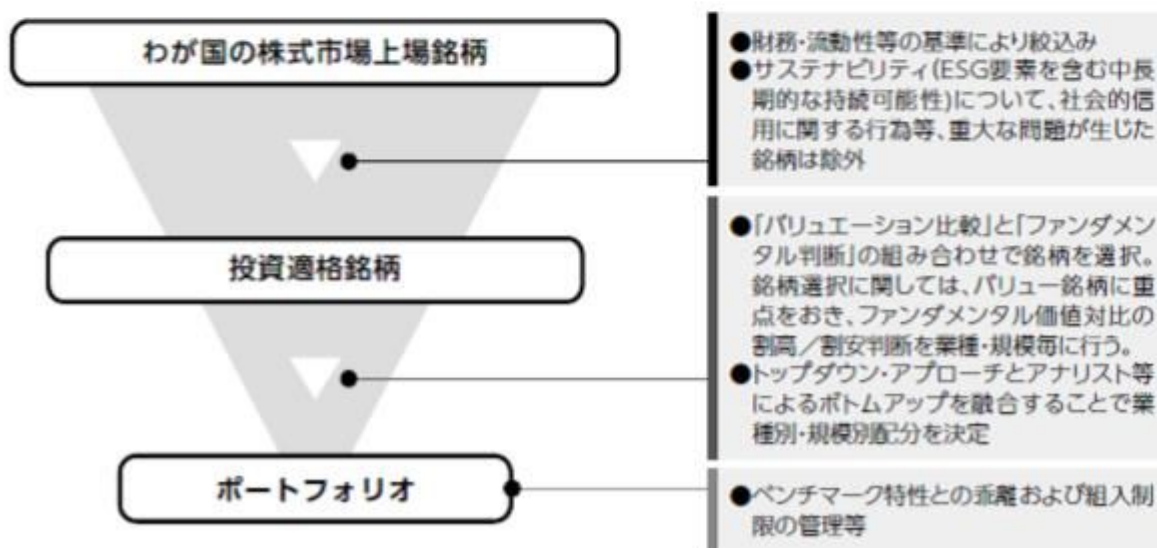 わが国の株式市場上場銘柄
●財務・流動性等の基準により絞込み
●サステナビリティ(ESG要素を含む中長
期的な持続可能性)について、社会的信
用に関する行為等、重大な問題が生じた
銘柄は除外
投資適格銘柄
●「バリュエーション比較」と「ファンダメン
タル判断」の組み合わせで銘柄を選択。
銘柄選択に関しては、バリュー銘柄に重
点をおき、ファンダメンタル価値対比の
割高／割安判断を業種・規模毎に行う。
●トップダウン・アプローチとアナリスト等
によるボトムアップを融合することで業
種別・規模別配分を決定
ポートフォリオ
●ベンチマーク特性との乖離および組入制
限の管理等